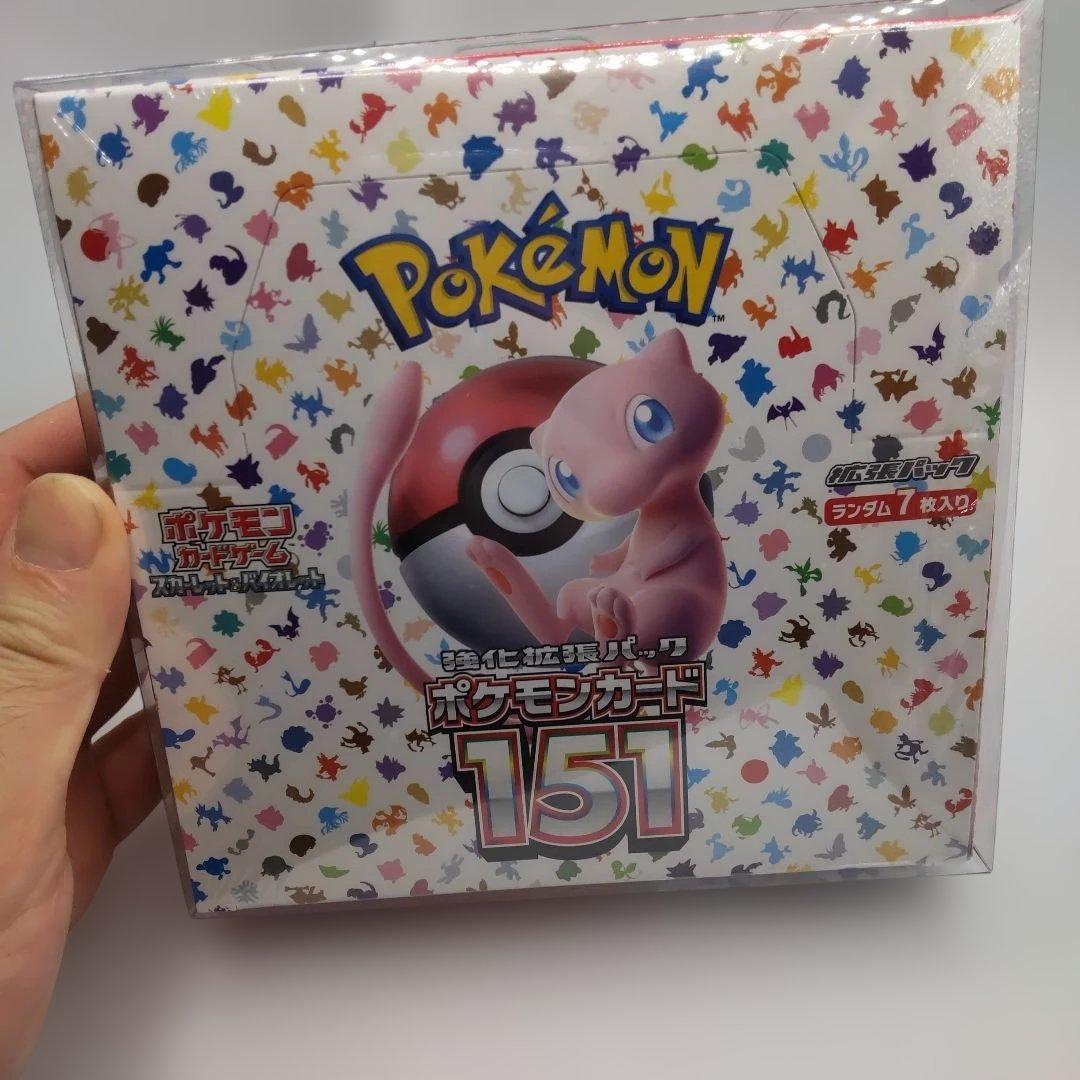 POKéMON
TM
拡張パック
ランダム7枚入り
ポケモン
カードゲーム
スカーレット&バイオレット
強化拡張パック
ポケモンカード
151